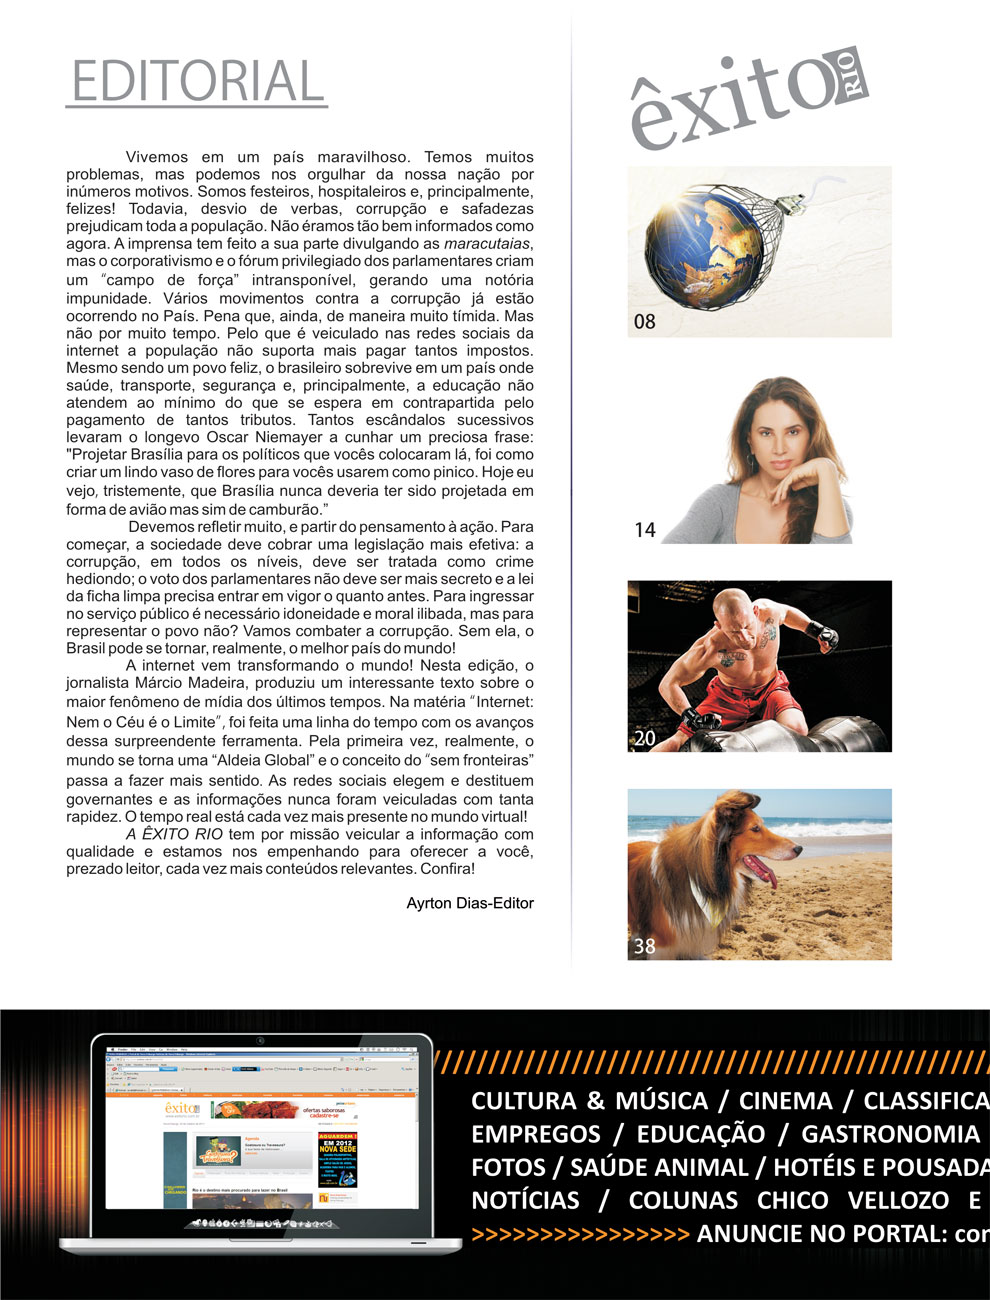 EDITORIAL
Vivemos em um país maravilhoso. Temos muitos
problemas, mas podemos nos orgulhar da nossa nação por
inúmeros motivos. Somos festeiros, hospitaleiros e, principalmente,
felizes! Todavia, desvio de verbas, corrupção e safadezas
prejudicam toda a população. Não éramos tão bem informados como
agora. A imprensa tem feito a sua parte divulgando as maracutaias,
mas o corporativismo e o fórum privilegiado dos parlamentares criam
um “campo de força” intransponível, gerando uma notória
impunidade. Vários movimentos contra a corrupção já estão
ocorrendo no País. Pena que, ainda, de maneira muito tímida. Mas
não por muito tempo. Pelo que é veiculado nas redes sociais da
internet a população não suporta mais pagar tantos impostos.
Mesmo sendo um povo feliz, o brasileiro sobrevive em um país onde
saúde, transporte, segurança e, principalmente, a educação não
atendem ao mínimo do que se espera em contrapartida pelo
pagamento de tantos tributos. Tantos escândalos sucessivos
levaram o longevo Oscar Niemayer a cunhar um preciosa frase:
"Projetar Brasília para os políticos que vocês colocaram lá, foi como
criar um lindo vaso de flores para vocês usarem como pinico. Hoje eu
vejo, tristemente, que Brasília nunca deveria ter sido projetada em
forma de avião mas sim de camburão.”
Devemos refletir muito, e partir do pensamento à ação. Para
começar, a sociedade deve cobrar uma legislação mais efetiva: a
corrupção, em todos os níveis, deve ser tratada como crime
hediondo; o voto dos parlamentares não deve ser mais secreto e a lei
da ficha limpa precisa entrar em vigor o quanto antes. Para ingressar
no serviço público é necessário idoneidade e moral ilibada, mas para
representar o povo não? Vamos combater a corrupção. Sem ela, o
Brasil pode se tornar, realmente, o melhor país do mundo!
A internet vem transformando o mundo! Nesta edição, o
jornalista Márcio Madeira, produziu um interessante texto sobre o
maior fenômeno de mídia dos últimos tempos. Na matéria “Internet:
Nem o Céu é o Limite”, foi feita uma linha do tempo com os avanços
dessa surpreendente ferramenta. Pela primeira vez, realmente, o
mundo se torna uma “Aldeia Global” e o conceito do “sem fronteiras”
passa a fazer mais sentido. As redes sociais elegem e destituem
governantes e as informações nunca foram veiculadas com tanta
rapidez. O tempo real está cada vez mais presente no mundo virtual!
A ÊXITO RIO tem por missão veicular a informação com
qualidade e estamos nos empenhando para oferecer a você,
prezado leitor, cada vez mais conteúdos relevantes. Confira!
Ayrton Dias-Editor
êxito RIO
08
14
20
38
êxito
ofertas saborosas
cadastre-se
Agenda
AGUARDEM!
EM 2012
NOVA SEDE
Rio é o destino mais procurado para lazer no Brasil
////////////////////////////////////////////////
CULTURA & MÚSICA / CINEMA / CLASSIFICA
EMPREGOS / EDUCAÇÃO / GASTRONOMIA
FOTOS / SAÚDE ANIMAL / HOTÉIS E POUSADA
NOTÍCIAS / COLUNAS CHICO VELLOZO E
>>>>>>>>>>>>>>>> ANUNCIE NO PORTAL: con